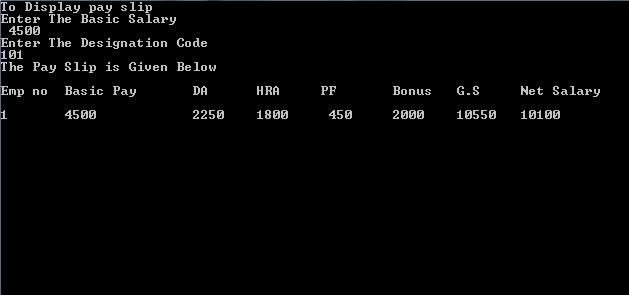 To Display pay slip
Enter The Basic Salary
4500
Enter The Designation Code
101
The Pay Slip is Given Below
Emp no Basic Pay DA HRA PF Bonus G.S Net Salary
1 4500 2250 1800 450 2000 10550 10100